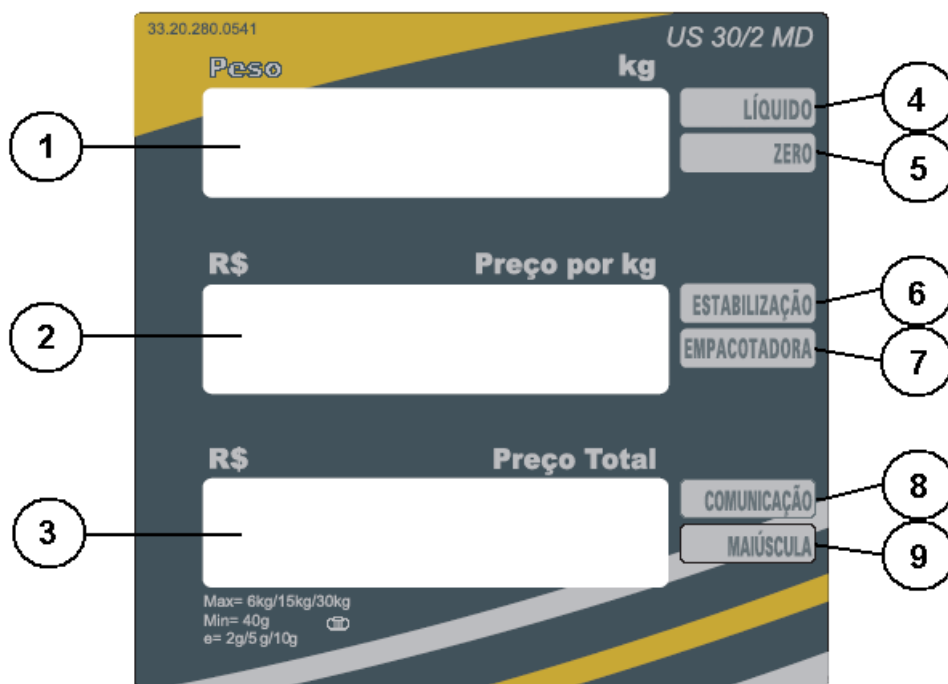 33.20.280.0541
US 30/2 MD
Peso kg
1
4
LÍQUIDO
ZERO
5
R$ Preço por kg
2
6
ESTABILIZAÇÃO
EMPACOTADORA
7
R$ Preço Total
3
8
COMUNICAÇÃO
MAIÚSCULA
9
Max= 6kg/15kg/30kg
Min= 40g
e= 2g/5 g/10g